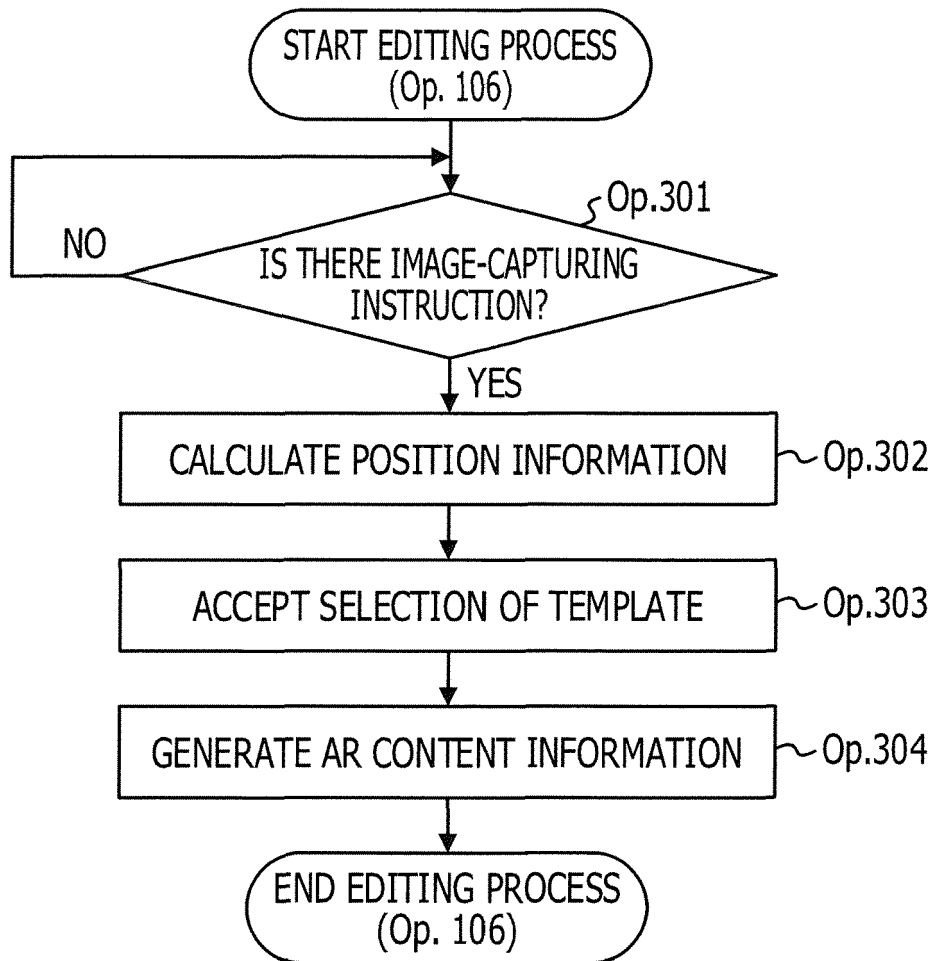 START EDITING PROCESS
(Op. 106)
Op.301
NO
IS THERE IMAGE-CAPTURING
INSTRUCTION?
YES
CALCULATE POSITION INFORMATION
Op.302
ACCEPT SELECTION OF TEMPLATE
Op.303
GENERATE AR CONTENT INFORMATION
Op.304
END EDITING PROCESS
(Op. 106)